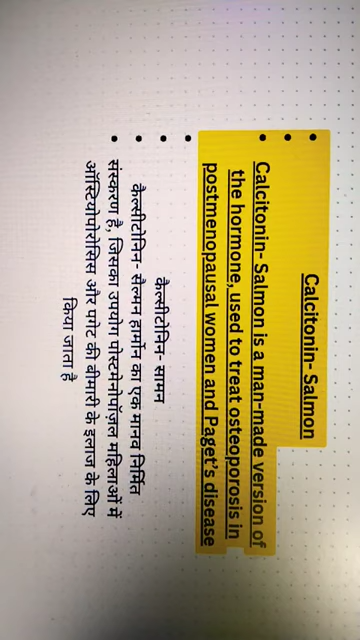 Calcitonin- Salmon
Calcitonin- Salmon is a man-made version of
the hormone, used to treat osteoporosis in
postmenopausal women and Paget's disease
कैल्सीटोनिन- सामन
कैल्सीटोनिन- सैल्मन हार्मोन का एक मानव निर्मित
संस्करण है, जिसका उपयोग पोस्टमेनोपॉज़ल महिलाओं में
ऑस्टियोपोरोसिस और पगेट की बीमारी के इलाज के लिए
किया जाता है